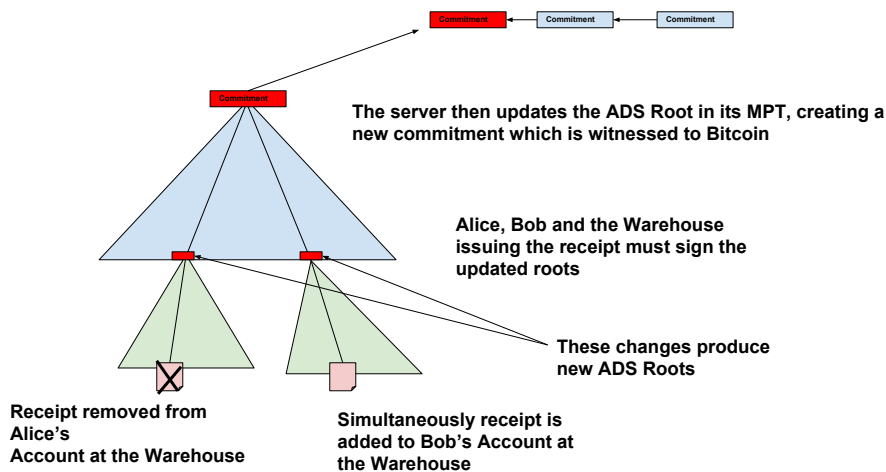 Commitment
Commitment
Commitment
Commitment
The server then updates the ADS Root in its MPT, creating a
new commitment which is witnessed to Bitcoin
Alice, Bob and the Warehouse
issuing the receipt must sign the
updated roots
These changes produce
new ADS Roots
Receipt removed from
Alice's
Account at the Warehouse
Simultaneously receipt is
added to Bob's Account at
the Warehouse